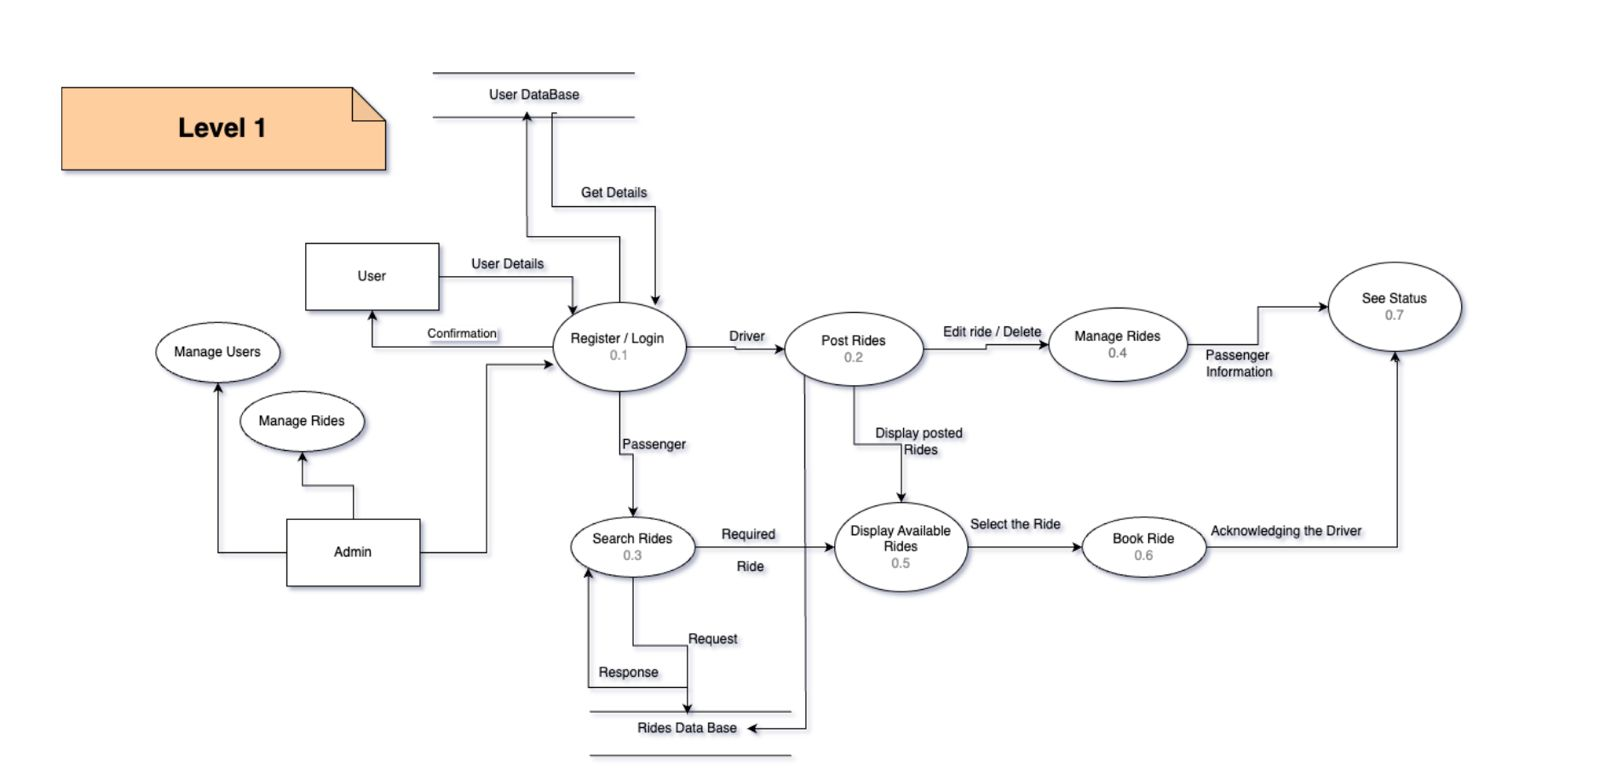 User DataBase
Level 1
Get Details
User
User Details
Confirmation
Register / Login
0.1
Driver
Post Rides
0.2
Edit ride / Delete
Manage Rides
0.4
Passenger
Information
See Status
0.7
Manage Users
Manage Rides
Admin
Passenger
Display posted
Rides
Search Rides
0.3
Required
Ride
Display Available
Rides
0.5
Select the Ride
Book Ride
0.6
Acknowledging the Driver
Request
Response
Rides Data Base